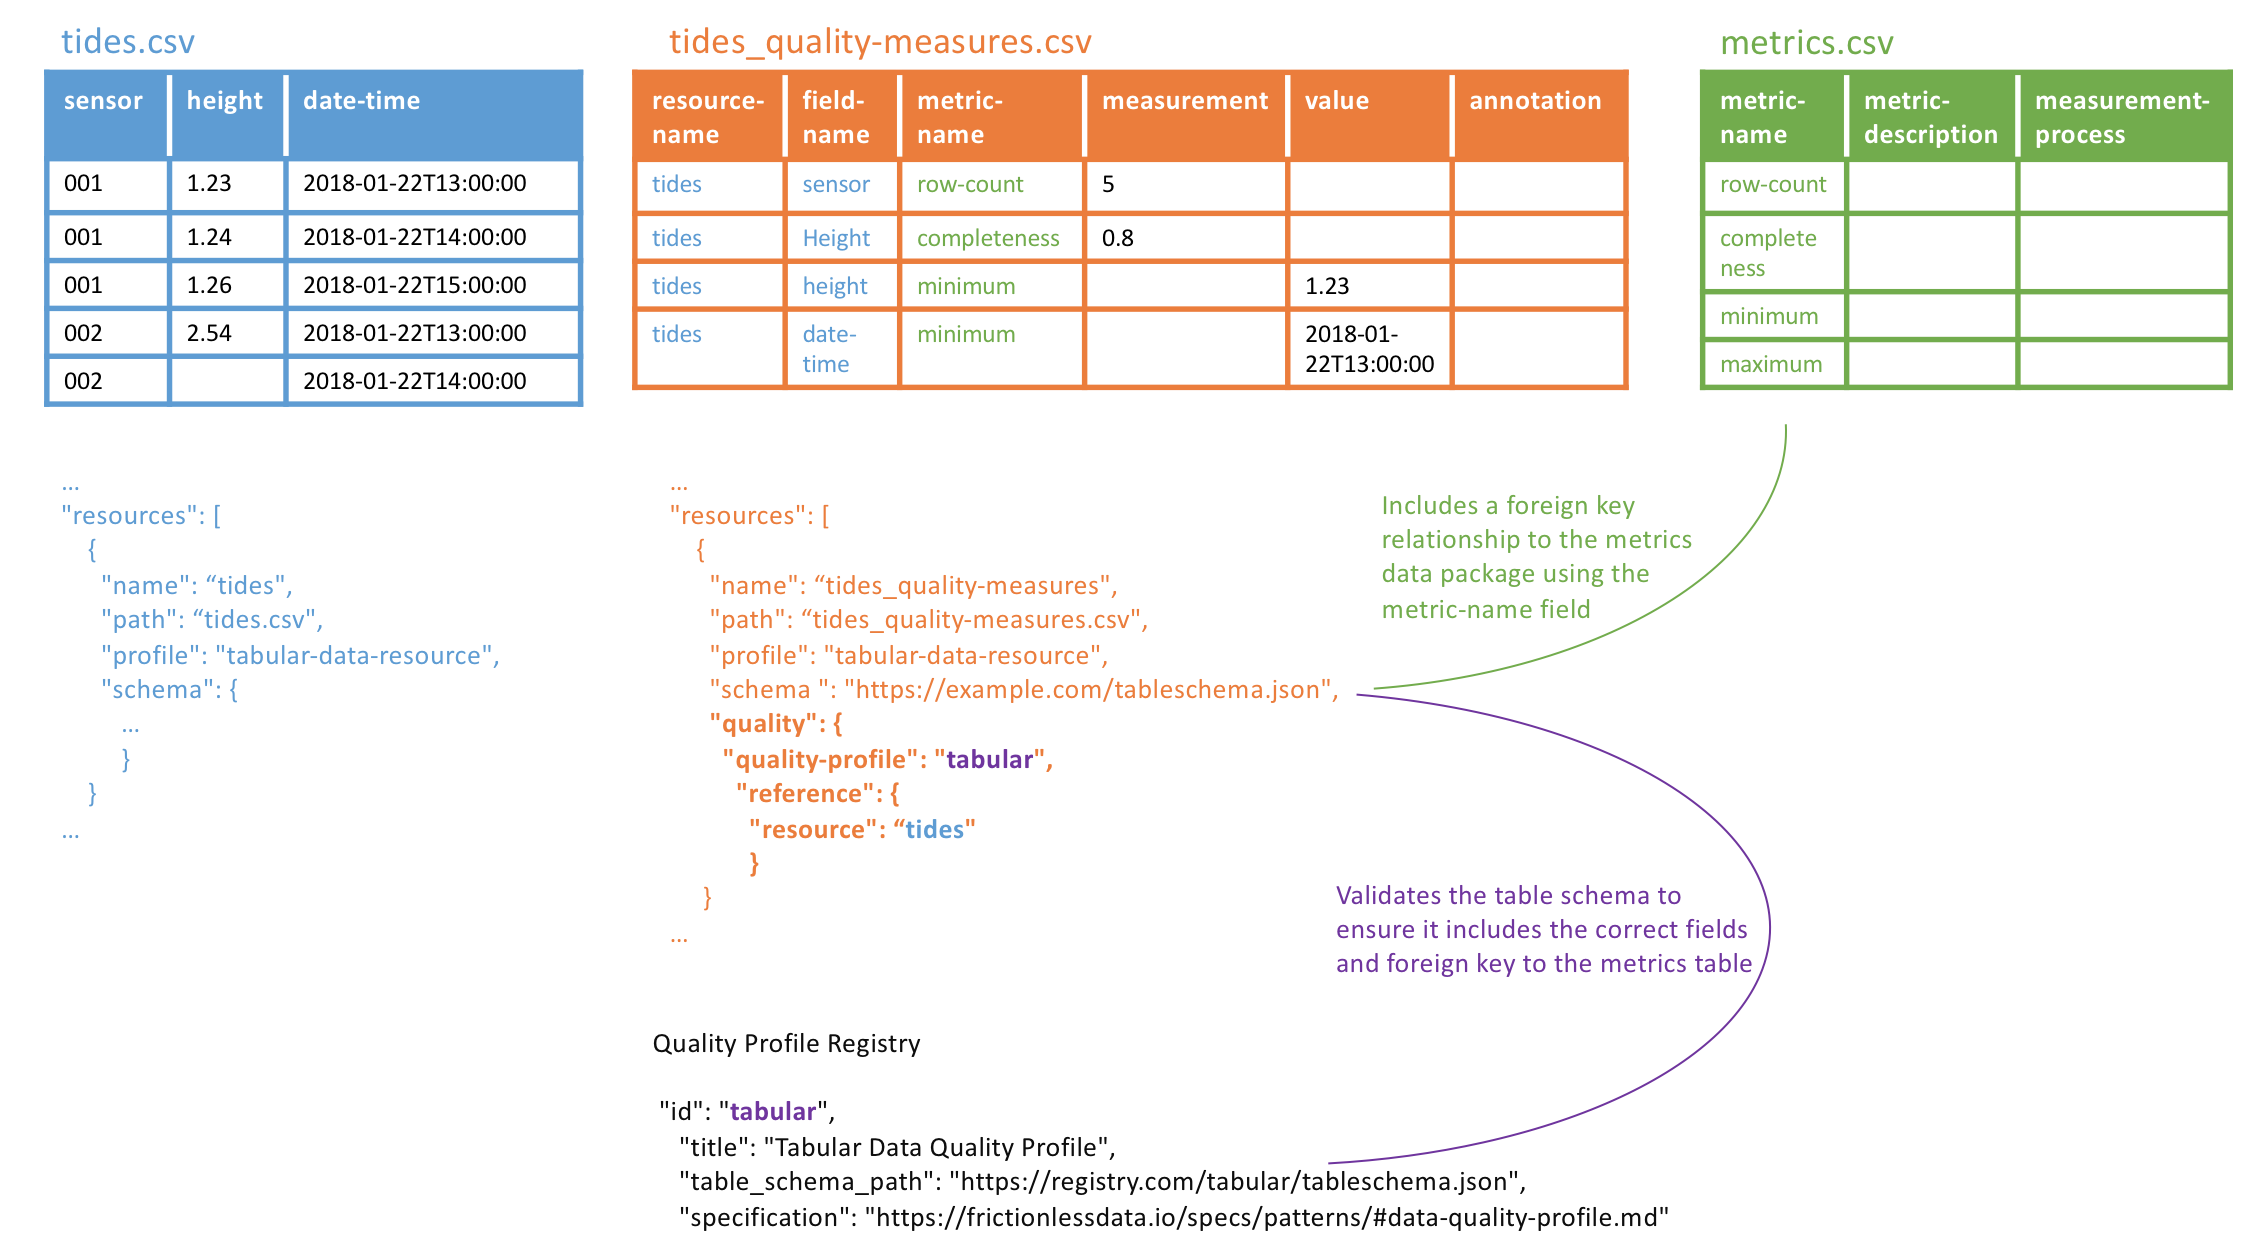 tides.csv
sensor height date-time
001 1.23 2018-01-22T13:00:00
001 1.24 2018-01-22T14:00:00
001 1.26 2018-01-22T15:00:00
002 2.54 2018-01-22T13:00:00
002 2018-01-22T14:00:00
tides_quality-measures.csv
resource- field- metric- measurement value annotation
name name name
tides sensor row-count 5
tides Height completeness 0.8
tides height minimum 1.23
tides date- minimum 2018-01-
time 22T13:00:00
metrics.csv
metric- metric- measurement-
name description process
row-count
complete
ness
minimum
maximum
...
"resources": [
{
"name": “tides",
"path": “tides.csv",
"profile": "tabular-data-resource",
"schema": {
...
}
}
...
...
"resources": [
{
"name": “tides_quality-measures",
"path": “tides_quality-measures.csv",
"profile": "tabular-data-resource",
"schema ": "https://example.com/tableschema.json",
"quality": {
"quality-profile": "tabular",
"reference": {
"resource": “tides"
}
}
...
Includes a foreign key
relationship to the metrics
data package using the
metric-name field
Validates the table schema to
ensure it includes the correct fields
and foreign key to the metrics table
Quality Profile Registry
"id": "tabular",
"title": "Tabular Data Quality Profile",
"table_schema_path": "https://registry.com/tabular/tableschema.json",
"specification": "https://frictionlessdata.io/specs/patterns/#data-quality-profile.md"